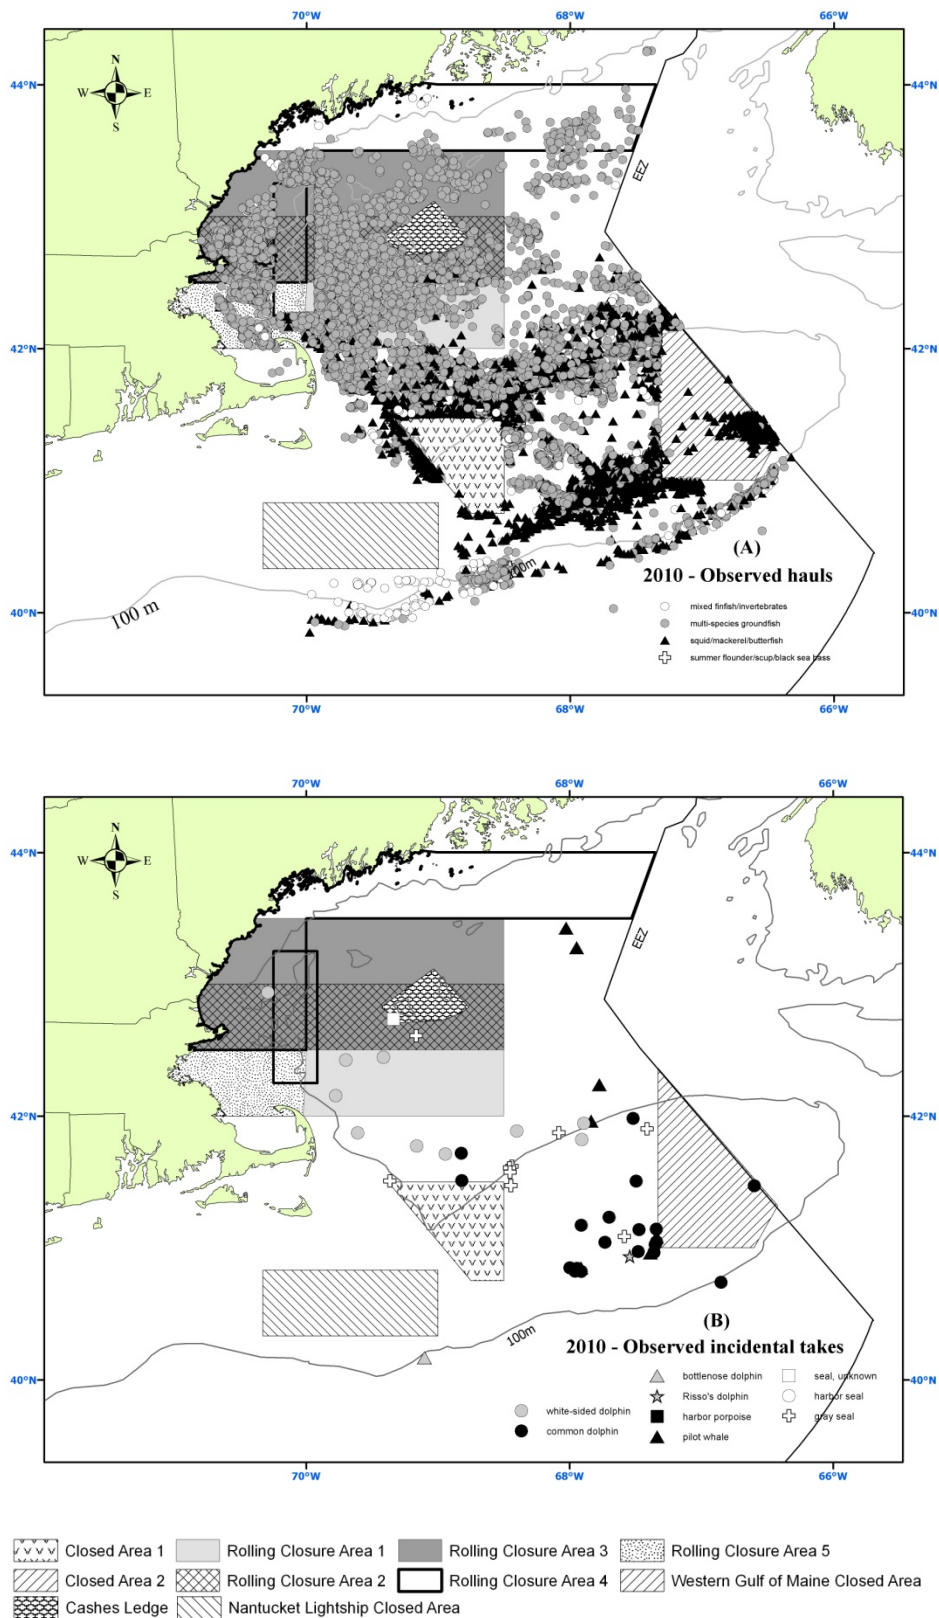 70°W 68°W 66°W
44°N 44°N
N
W E
S
EEZ
42°N 42°N
(A)
100m
2010 - Observed hauls
100 m
40°N 40°N
mixed finfish/invertebrates
multi-species groundfish
squid/mackerel/butterfish
summer flounder/scup/black sea bass
70°W 68°W 66°W
70°W 68°W 66°W
44°N 44°N
N
W E
S
EEZ
42°N 42°N
(B)
100m
2010 - Observed incidental takes
40°N 40°N
bottlenose dolphin seal, unknown
Risso's dolphin harbor seal
white-sided dolphin harbor porpoise gray seal
common dolphin pilot whale
70°W 68°W 66°W
Closed Area 1 Rolling Closure Area 1 Rolling Closure Area 3 Rolling Closure Area 5
Closed Area 2 Rolling Closure Area 2 Rolling Closure Area 4 Western Gulf of Maine Closed Area
Cashes Ledge Nantucket Lightship Closed Area